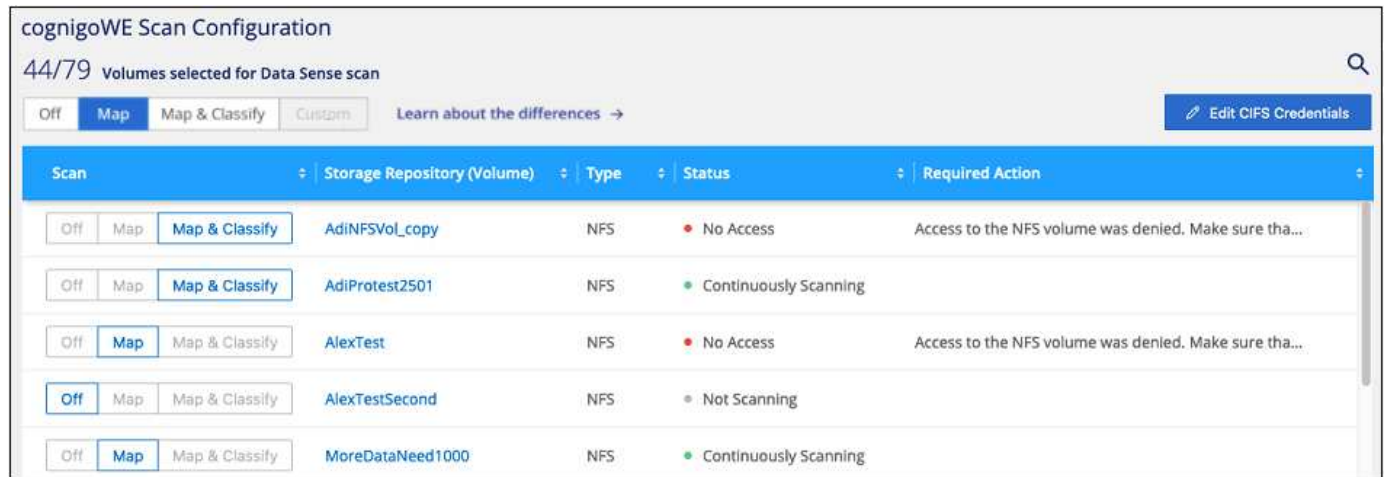 cognigoWE Scan Configuration
44/79 Volumes selected for Data Sense scan
Off Map Map & Classify Custom Learn about the differences → Edit CIFS Credentials
Scan Storage Repository (Volume) Type Status Required Action
Off Map Map & Classify AdiNFSVol_copy NFS No Access Access to the NFS volume was denied. Make sure tha...
Off Map Map & Classify AdiProtest2501 NFS Continuously Scanning
Off Map Map & Classify AlexTest NFS No Access Access to the NFS volume was denied. Make sure tha...
Off Map Map & Classify AlexTestSecond NFS Not Scanning
Off Map Map & Classify MoreDataNeed1000 NFS Continuously Scanning